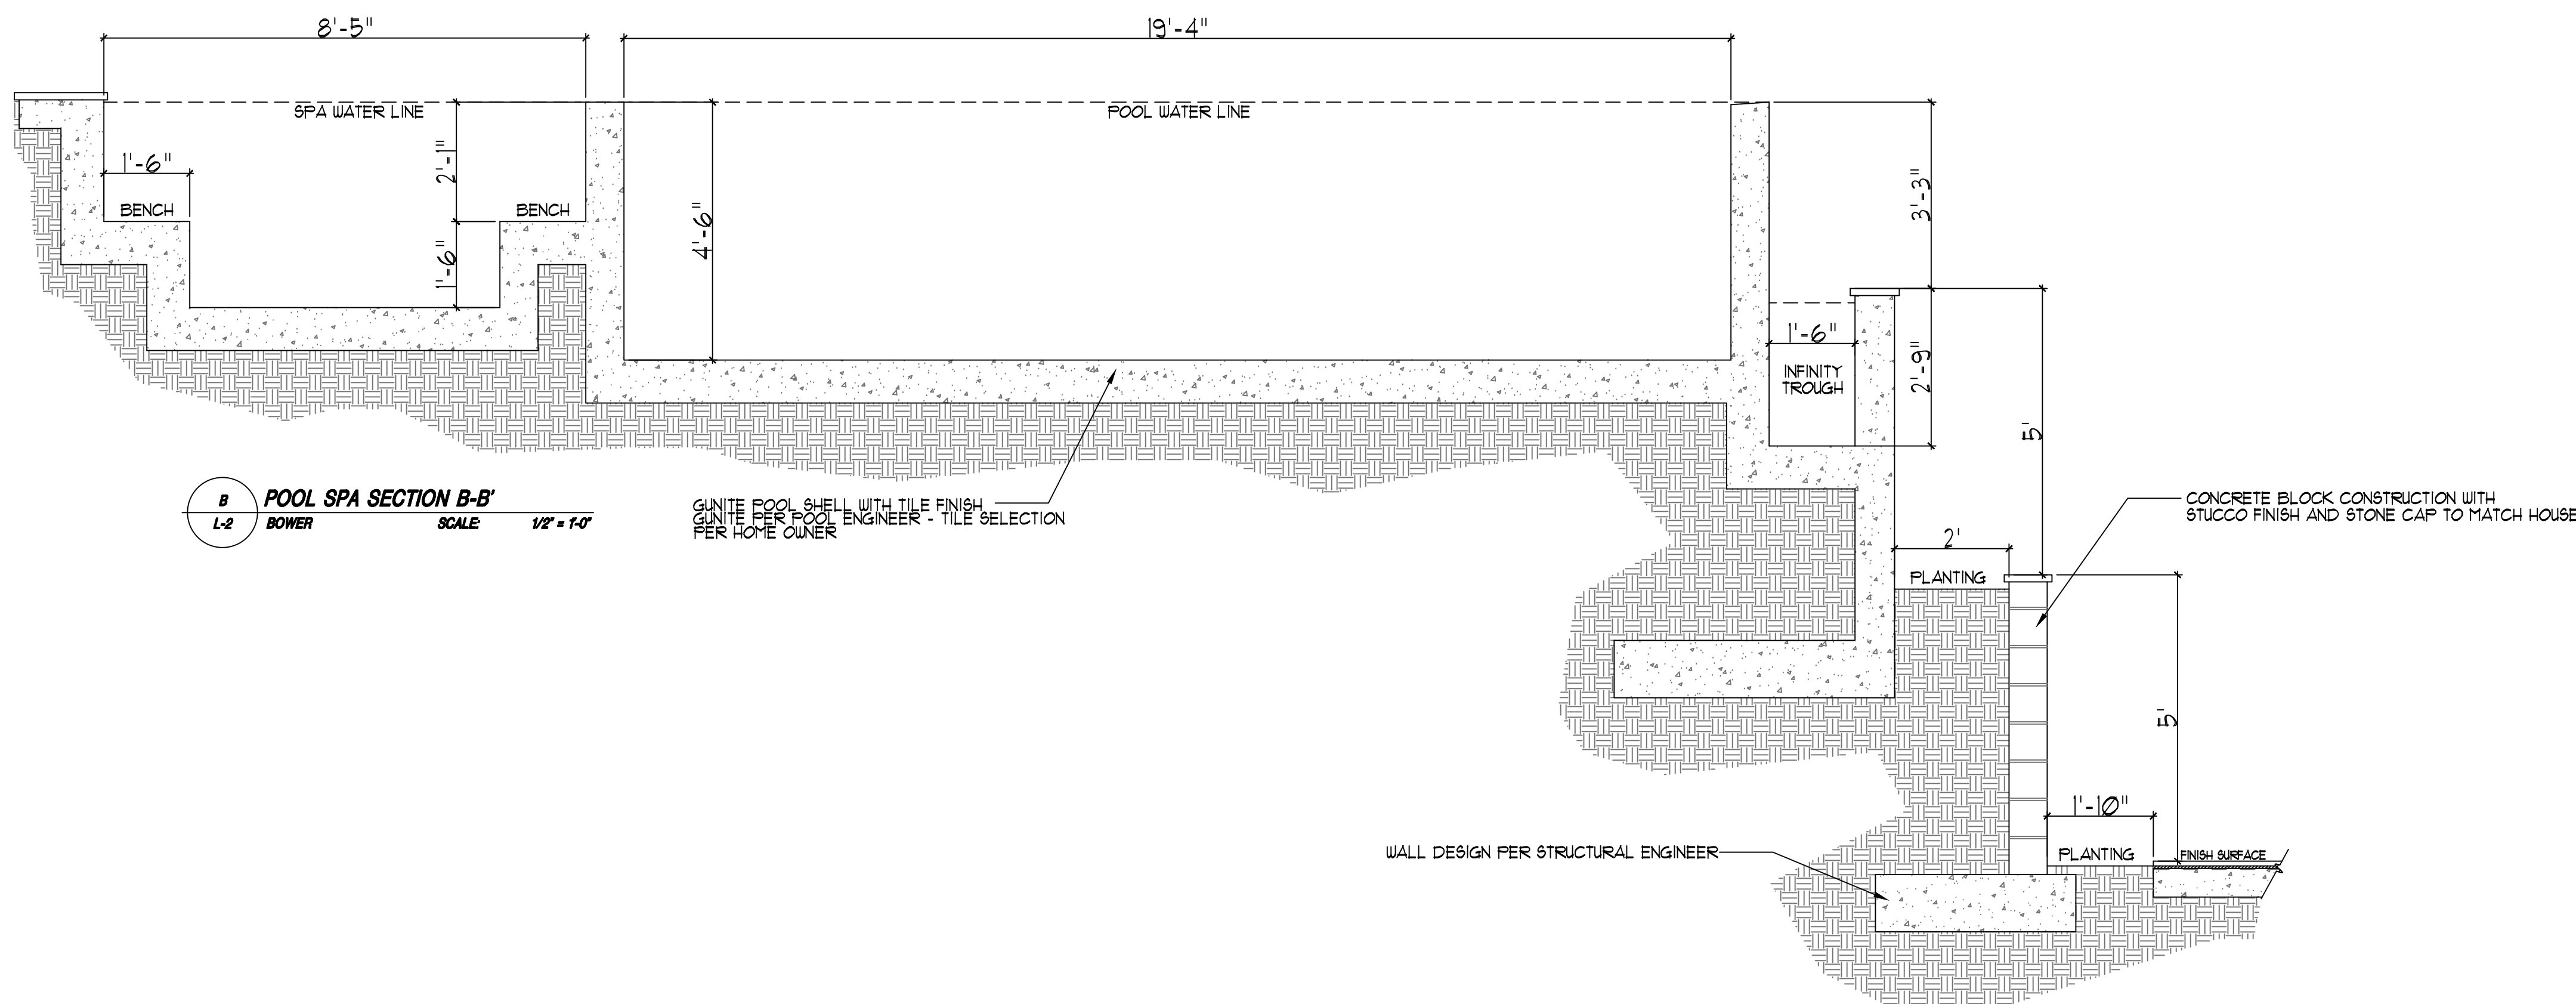 8'-5"
19'-4"
SPA WATER LINE
POOL WATER LINE
1'-6"
2'-1"
3'-3"
BENCH
BENCH
4'-6"
1'-6"
1'-6"
2'-9"
INFINITY
TROUGH
5'
B
L-2
POOL SPA SECTION B-B'
BOWER SCALE: 1/2" = 1'-0"
GUNITE POOL SHELL WITH TILE FINISH
GUNITE PER POOL ENGINEER - TILE SELECTION
PER HOME OWNER
CONCRETE BLOCK CONSTRUCTION WITH
STUCCO FINISH AND STONE CAP TO MATCH HOUSE
2'
PLANTING
5'
1'-10"
WALL DESIGN PER STRUCTURAL ENGINEER
PLANTING
FINISH SURFACE